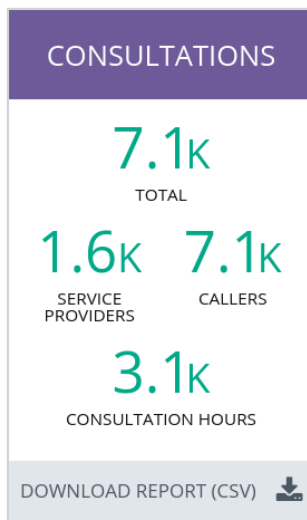 CONSULTATIONS
7.1K
TOTAL
1.6K
SERVICE
PROVIDERS
7.1K
CALLERS
3.1K
CONSULTATION HOURS
DOWNLOAD REPORT (CSV)